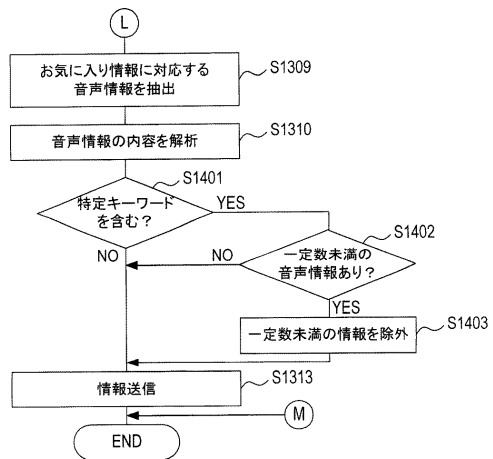 L
お気に入り情報に対応する
音声情報を抽出
S1309
音声情報の内容を解析
S1310
S1401
特定キーワード
を含む?
YES
NO
S1402
一定数未満の
音声情報あり?
NO
YES
一定数未満の情報を除外
S1403
情報送信
S1313
M
END